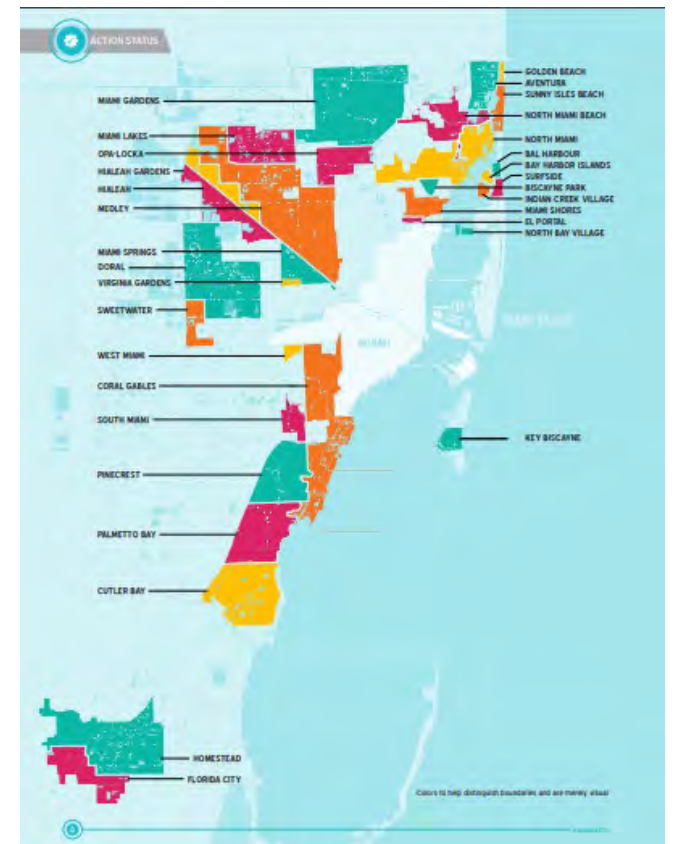 ACTION STATUS
MIAMI GARDENS
MIAMI LAKES
OPA-LOCKA
HIALEAH GARDENS
HIALEAH
MEDLEY
MIAMI SPRINGS
DORAL
VIRGINIA GARDENS
SWEETWATER
WEST MIAMI
CORAL GABLES
SOUTH MIAMI
PINECREST
PALMETTO BAY
CUTLER BAY
HOMESTEAD
FLORIDA CITY
GOLDEN BEACH
AVENTURA
SUNNY ISLES BEACH
NORTH MIAMI BEACH
NORTH MIAMI
BAL HARBOUR
BAY HARBOR ISLANDS
SURFSIDE
BISCAYNE PARK
INDIAN CREEK VILLAGE
MIAMI SHORES
EL PORTAL
NORTH BAY VILLAGE
MIAMI BEACH
MIAMI
KEY BISCAYNE
Colors to help distinguish boundaries and are merely visual